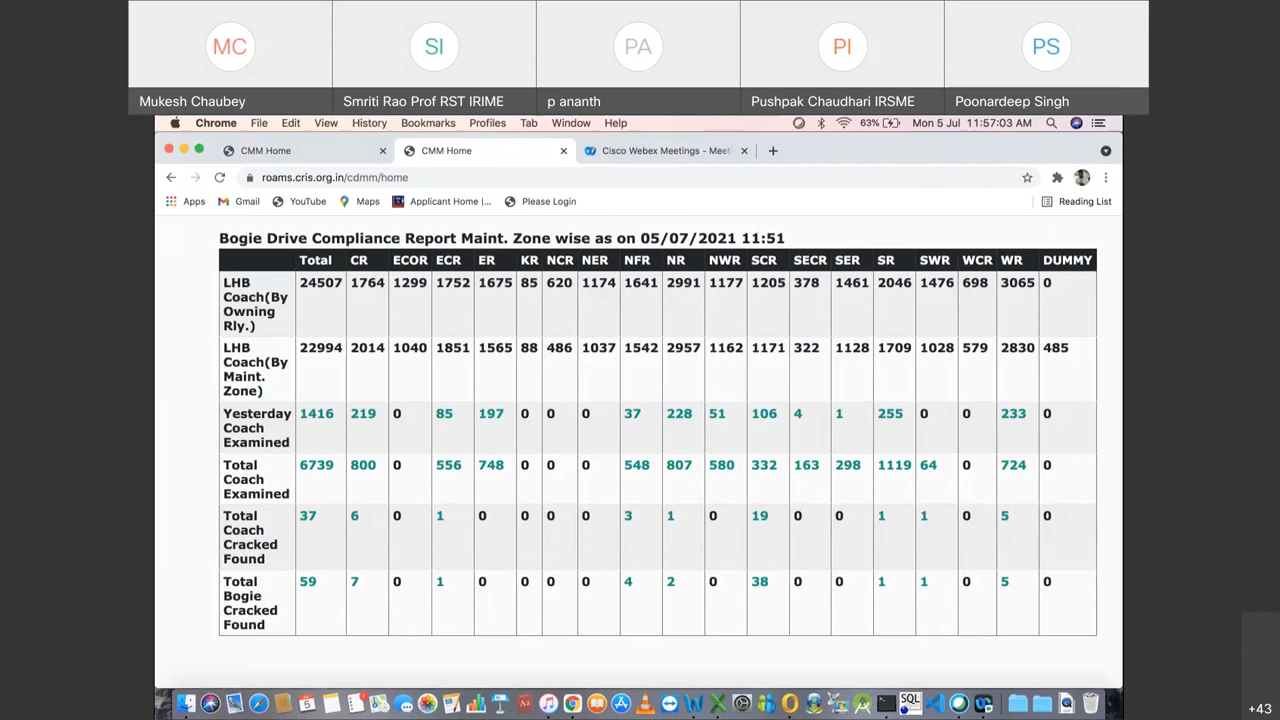 MC SI PA PI PS
Mukesh Chaubey Smriti Rao Prof RST IRIME p ananth Pushpak Chaudhari IRSME Poonardeep Singh
Chrome File Edit View History Bookmarks Profiles Tab Window Help 63% Mon 5 Jul 11:57:03 AM
CMM Home CMM Home Cisco Webex Meetings - Meet
roams.cris.org.in/cdmm/home
Apps Gmail YouTube Maps Applicant Home |... Please Login Reading List
Bogie Drive Compliance Report Maint. Zone wise as on 05/07/2021 11:51
Total CR ECOR ECR ER KR NCR NER NFR NR NWR SCR SECR SER SR SWR WCR WR DUMMY
LHB 24507 1764 1299 1752 1675 85 620 1174 1641 2991 1177 1205 378 1461 2046 1476 698 3065 0
Coach(By
Owning
Rly.)
LHB 22994 2014 1040 1851 1565 88 486 1037 1542 2957 1162 1171 322 1128 1709 1028 579 2830 485
Coach(By
Maint.
Zone)
Yesterday 1416 219 0 85 197 0 0 0 37 228 51 106 4 1 255 0 0 233 0
Coach
Examined
Total 6739 800 0 556 748 0 0 0 548 807 580 332 163 298 1119 64 0 724 0
Coach
Examined
Total 37 6 0 1 0 0 0 0 3 1 0 19 0 0 1 1 0 5 0
Coach
Cracked
Found
Total 59 7 0 1 0 0 0 0 4 2 0 38 0 0 1 1 0 5 0
Bogie
Cracked
Found
SQL
+43